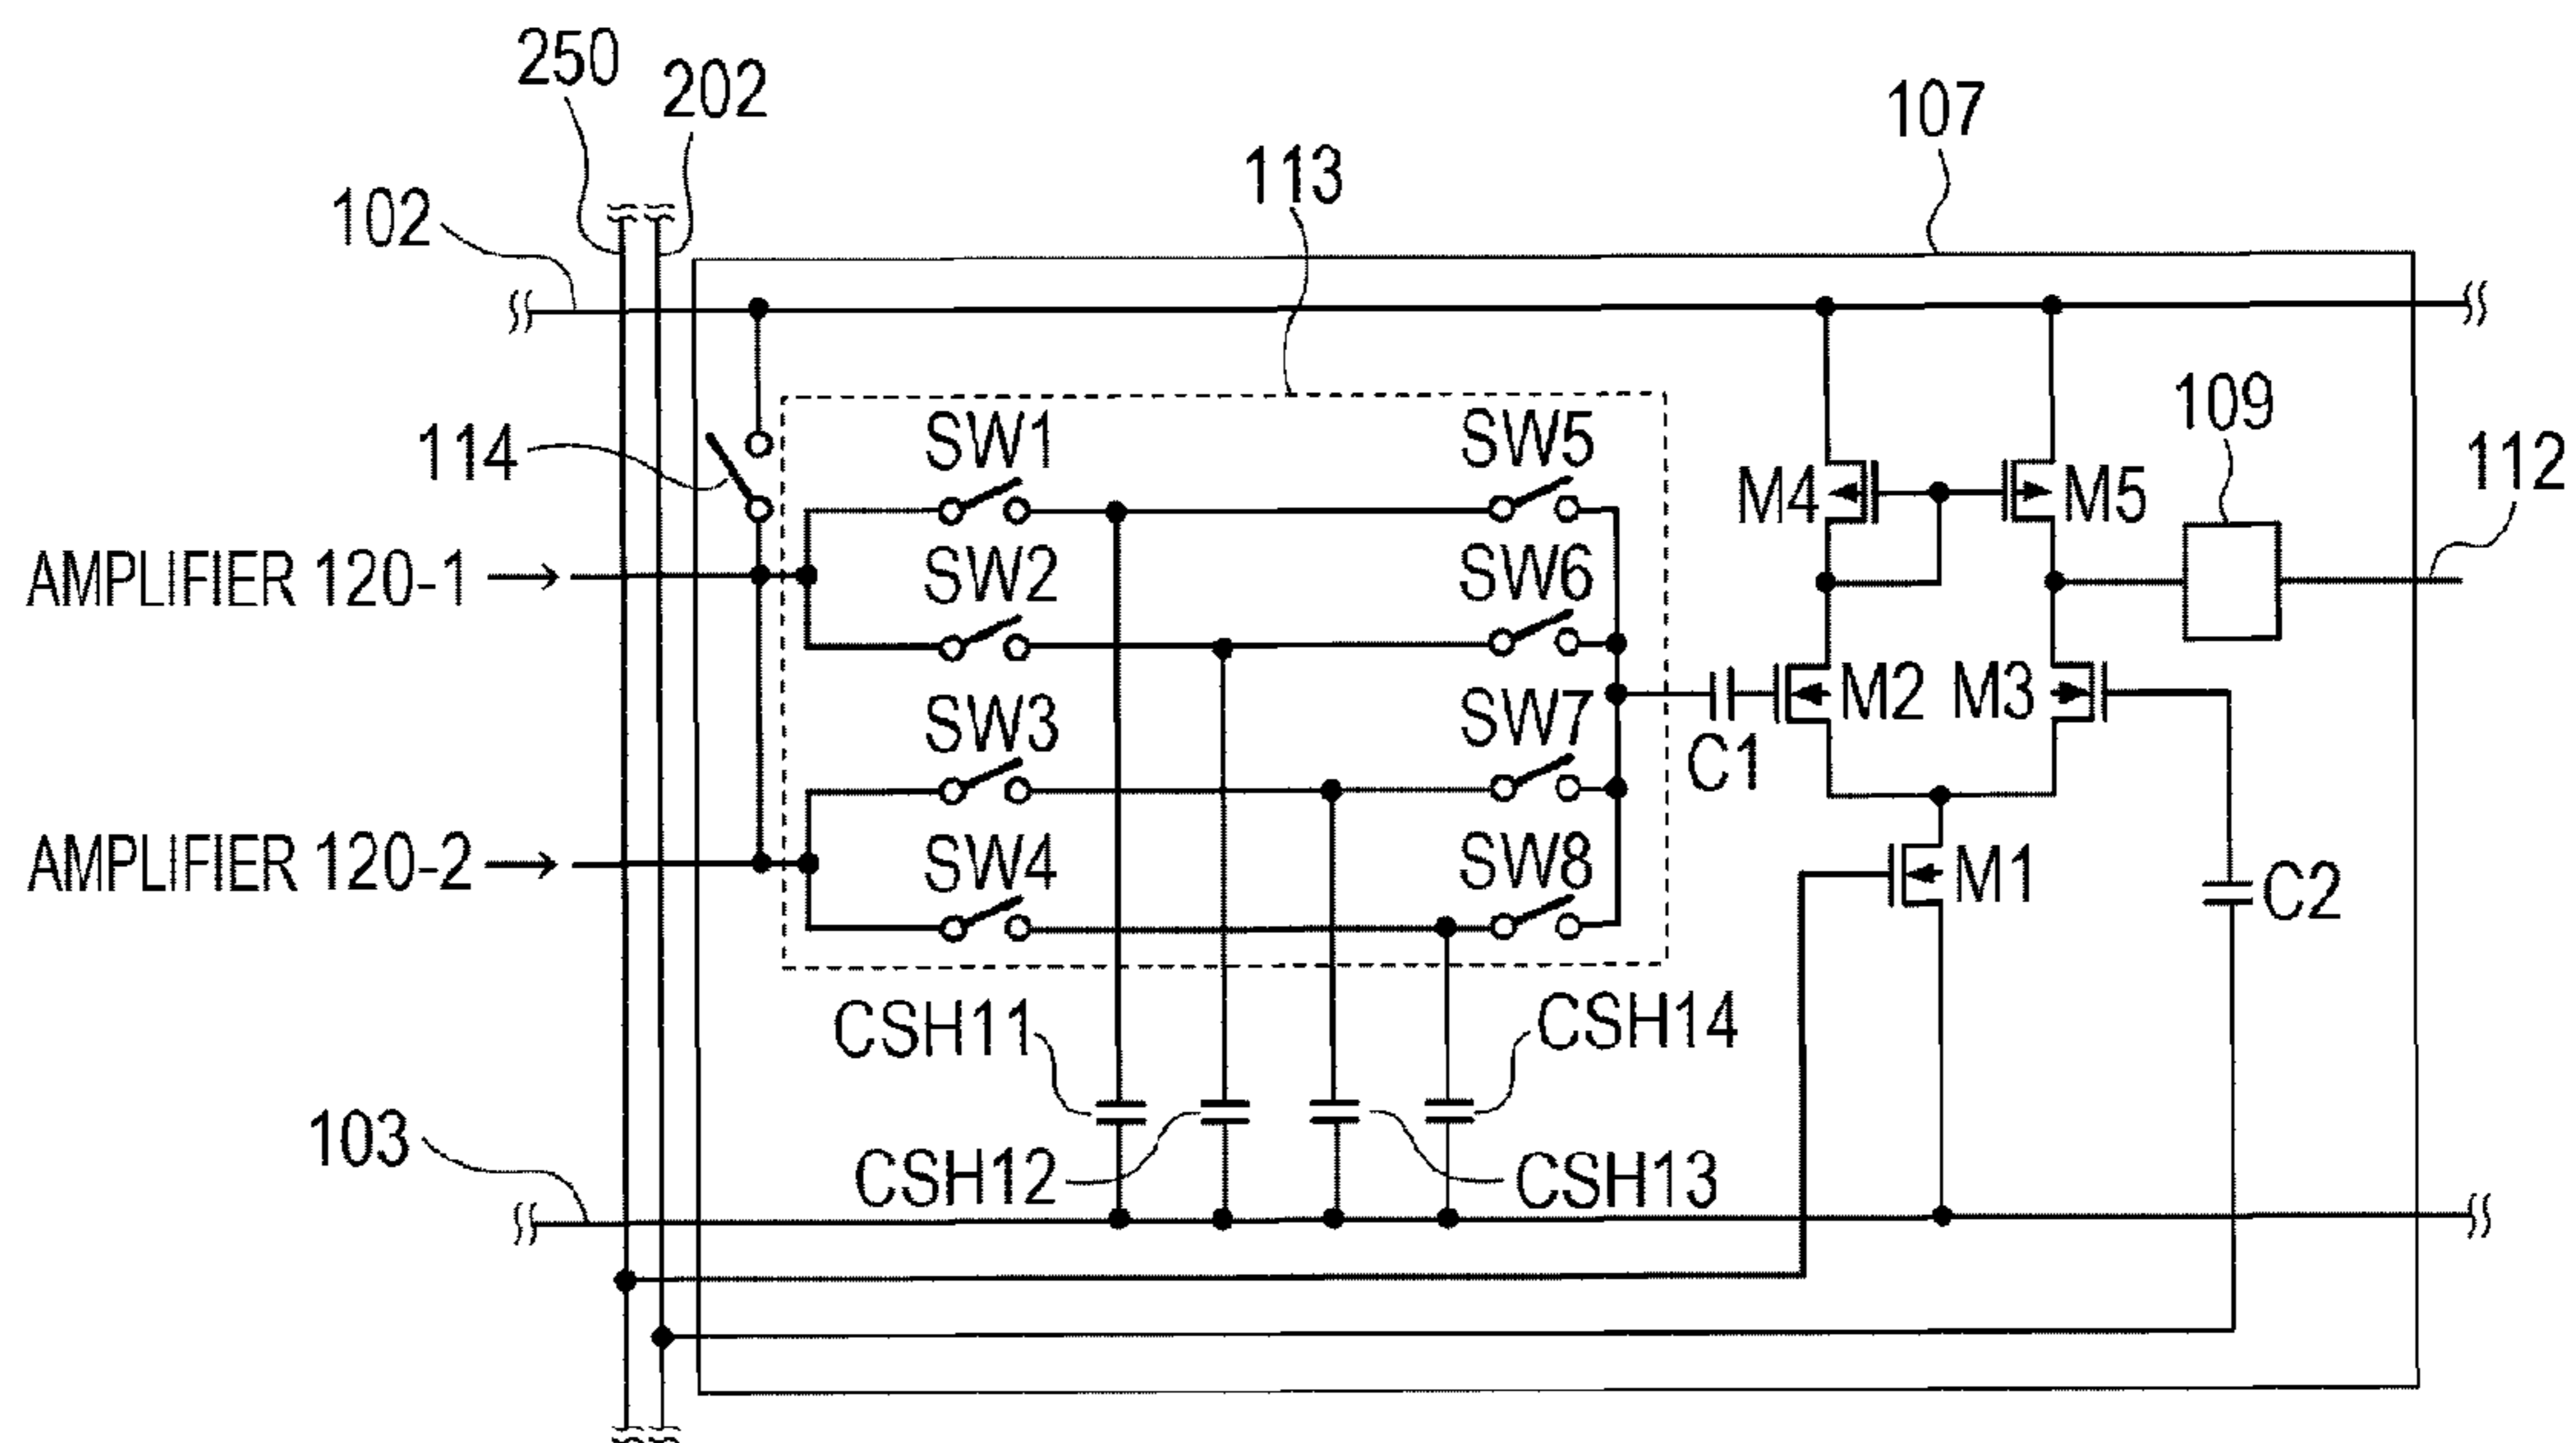 250
202
107
113
102
109
114
SW1
SW5
M4
M5
112
AMPLIFIER 120-1
SW2
SW6
SW3
SW7
M2
M3
C1
AMPLIFIER 120-2
SW4
SW8
M1
C2
CSH11
CSH14
103
CSH12
CSH13